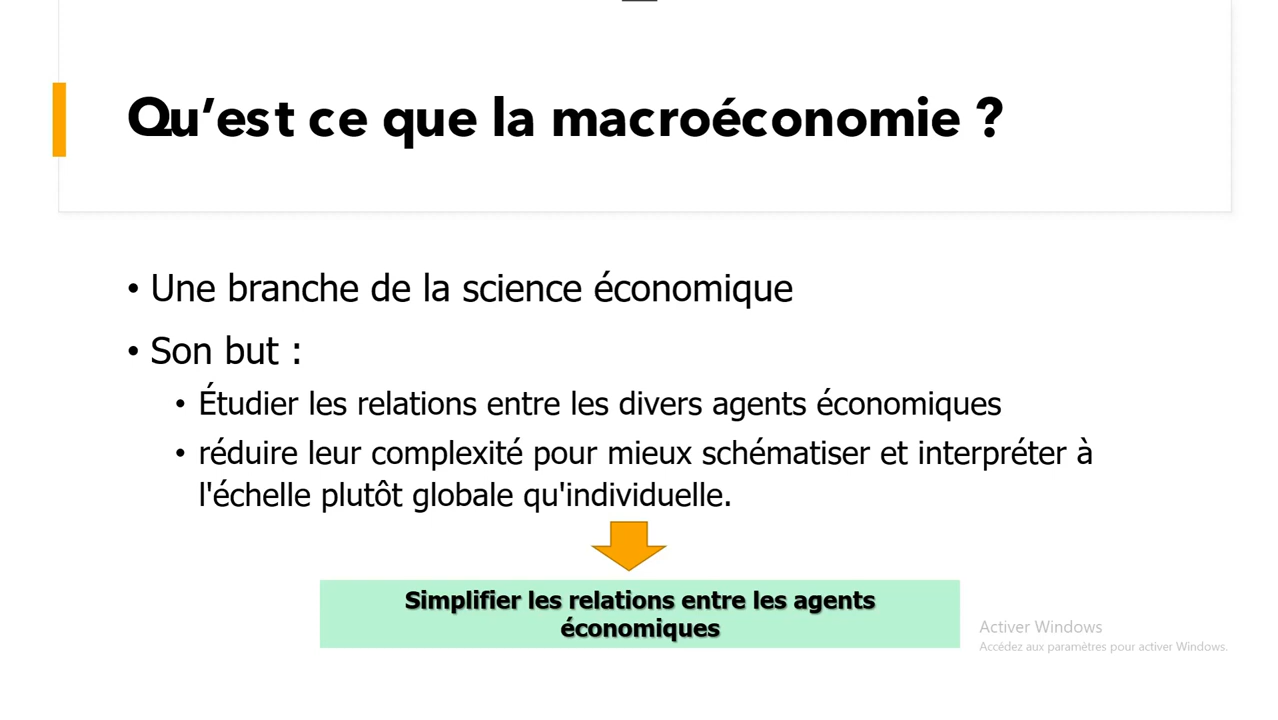 Qu’est ce que la macroéconomie ?
• Une branche de la science économique
• Son but :
• Étudier les relations entre les divers agents économiques
• réduire leur complexité pour mieux schématiser et interpréter à
l'échelle plutôt globale qu'individuelle.
Simplifier les relations entre les agents
économiques
Activer Windows
Accédez aux paramètres pour activer Windows.